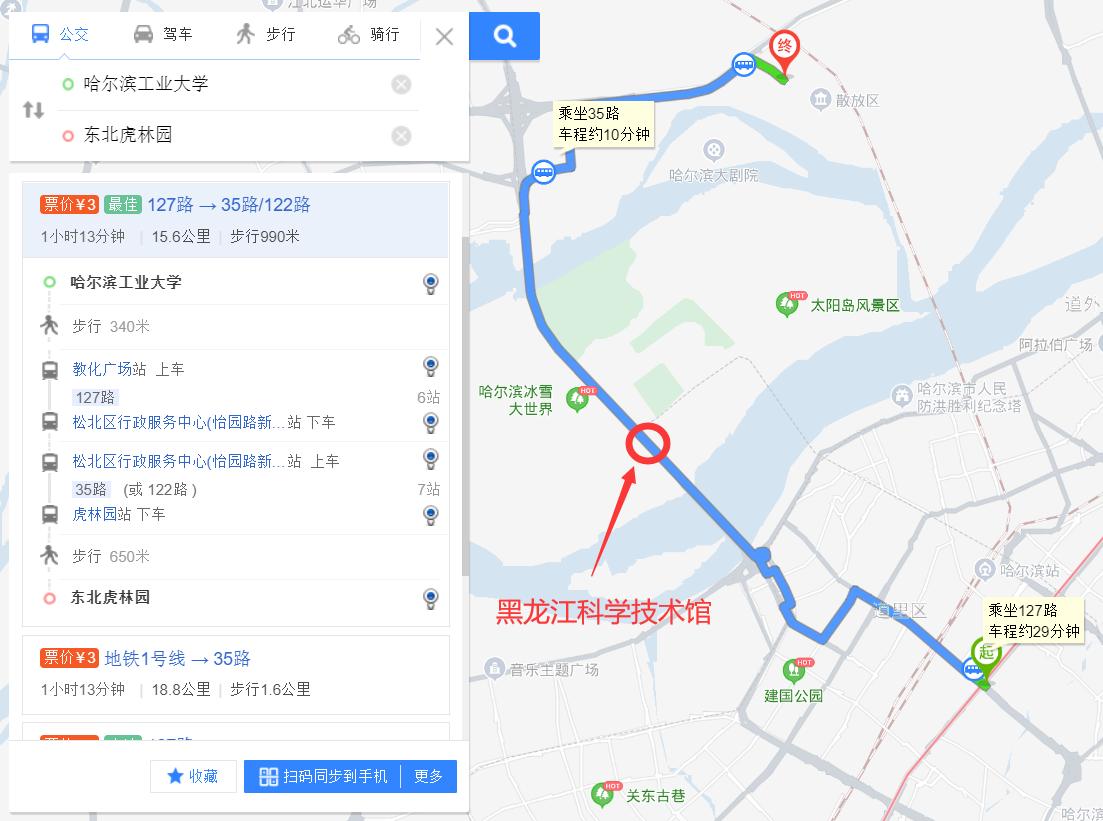 公交
驾车
步行
骑行
哈尔滨工业大学
东北虎林园
票价¥3 最佳 127路 → 35路/122路
1小时13分钟 | 15.6公里 | 步行990米
哈尔滨工业大学
步行 340米
教化广场站 上车
127路 6站
松北区行政服务中心(怡园路新...站 下车
松北区行政服务中心(怡园路新...站 上车
35路 (或 122路) 7站
虎林园站 下车
步行 650米
东北虎林园
票价¥3 地铁1号线 → 35路
1小时13分钟 | 18.8公里 | 步行1.6公里
收藏
扫码同步到手机
更多
终
乘坐35路
车程约10分钟
散放区
哈尔滨大剧院
HOT
太阳岛风景区
道外
阿拉伯广场
哈尔滨冰雪
大世界
HOT
哈尔滨市人民
防洪胜利纪念塔
黑龙江科学技术馆
哈尔滨站
道里区
乘坐127路
车程约29分钟
起
音乐主题广场
HOT
建国公园
HOT
关东古巷